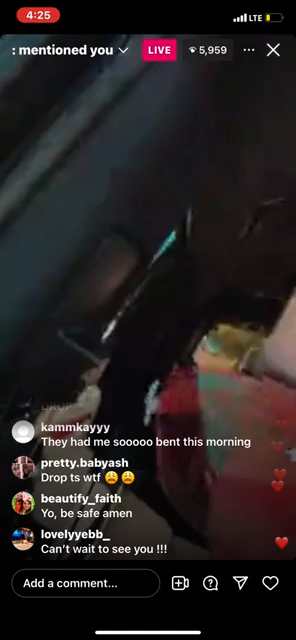 4:25
LTE
: mentioned you
LIVE
5,959
DROP
kammkayyy
They had me sooooo bent this morning
pretty.babyash
Drop ts wtf 😩😩
beautify_faith
Yo, be safe amen
lovelyyebb_
Can't wait to see you !!!
Add a comment...